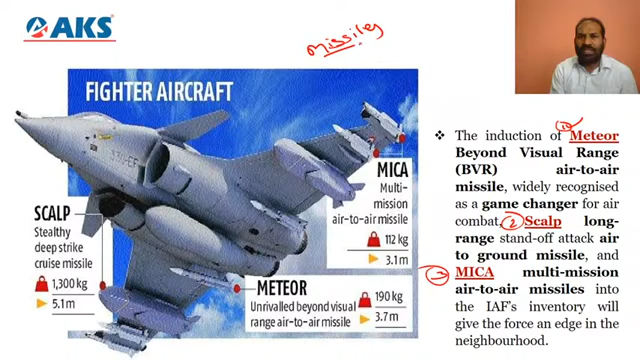 AKS
missiles
FIGHTER AIRCRAFT
MICA
Multi-
mission
air-to-air missile
112 kg
3.1 m
SCALP
Stealthy
deep strike
cruise missile
1,300 kg
5.1 m
METEOR
Unrivalled beyond visual
range air-to-air missile
190 kg
3.7 m
The induction of Meteor
Beyond Visual Range
(BVR) air-to-air
missile, widely recognised
as a game changer for air
combat. 2 Scalp long-
range stand-off attack air
to ground missile, and
MICA multi-mission
air-to-air missiles into
the IAF's inventory will
give the force an edge in the
neighbourhood.